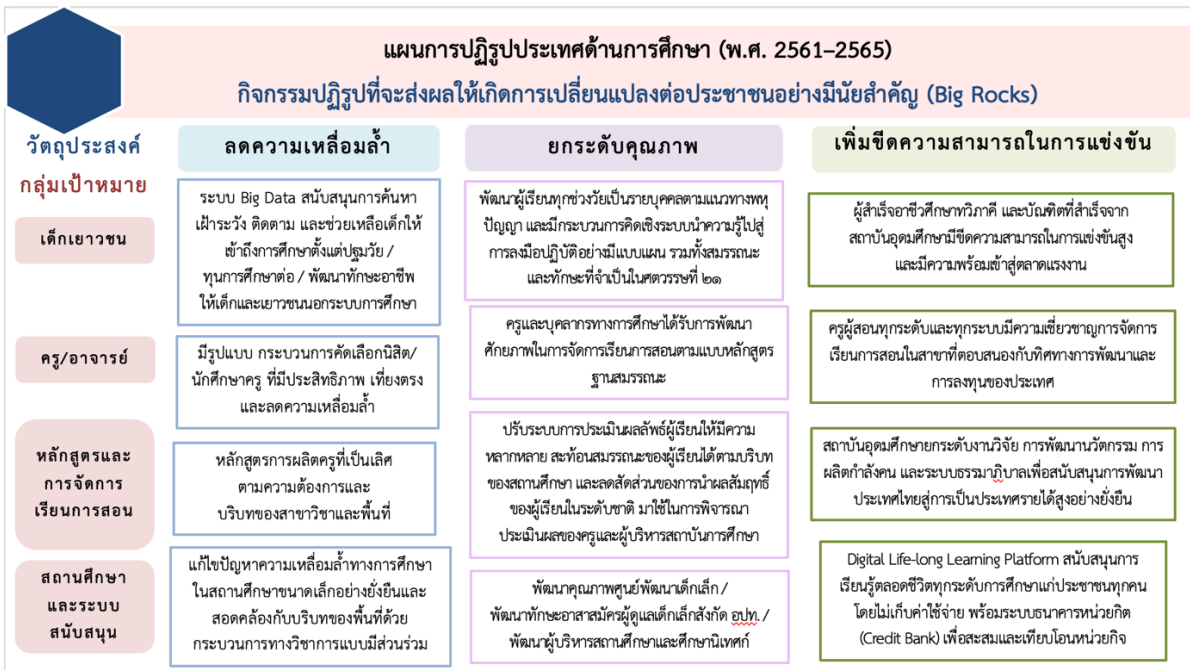 แผนการปฏิรูปประเทศด้านการศึกษา (พ.ศ. 2561–2565)
กิจกรรมปฏิรูปที่จะส่งผลให้เกิดการเปลี่ยนแปลงต่อประชาชนอย่างมีนัยสำคัญ (Big Rocks)
วัตถุประสงค์
กลุ่มเป้าหมาย
ลดความเหลื่อมล้ำ
ยกระดับคุณภาพ
เพิ่มขีดความสามารถในการแข่งขัน
เด็กเยาวชน
ระบบ Big Data สนับสนุนการค้นหา
เฝ้าระวัง ติดตาม และช่วยเหลือเด็กให้
เข้าถึงการศึกษาตั้งแต่ปฐมวัย /
ทุนการศึกษาต่อ / พัฒนาทักษะอาชีพ
ให้เด็กและเยาวชนนอกระบบการศึกษา
พัฒนาผู้เรียนทุกช่วงวัยเป็นรายบุคคลตามแนวทางพหุ
ปัญญา และมีกระบวนการคิดเชิงระบบนำความรู้ไปสู่
การลงมือปฏิบัติอย่างมีแบบแผน รวมทั้งสมรรถนะ
และทักษะที่จำเป็นในศตวรรษที่ ๒๑
ผู้สำเร็จอาชีวศึกษาทวิภาคี และบัณฑิตที่สำเร็จจาก
สถาบันอุดมศึกษามีขีดความสามารถในการแข่งขันสูง
และมีความพร้อมเข้าสู่ตลาดแรงงาน
ครู/อาจารย์
มีรูปแบบ กระบวนการคัดเลือกนิสิต/
นักศึกษาครู ที่มีประสิทธิภาพ เที่ยงตรง
และลดความเหลื่อมล้ำ
ครูและบุคลากรทางการศึกษาได้รับการพัฒนา
ศักยภาพในการจัดการเรียนการสอนตามแบบหลักสูตร
ฐานสมรรถนะ
ครูผู้สอนทุกระดับและทุกระบบมีความเชี่ยวชาญการจัดการ
เรียนการสอนในสาขาที่ตอบสนองกับทิศทางการพัฒนาและ
การลงทุนของประเทศ
หลักสูตรและ
การจัดการ
เรียนการสอน
หลักสูตรการผลิตครูที่เป็นเลิศ
ตามความต้องการและ
บริบทของสาขาวิชาและพื้นที่
ปรับระบบการประเมินผลลัพธ์ผู้เรียนให้มีความ
หลากหลาย สะท้อนสมรรถนะของผู้เรียนได้ตามบริบท
ของสถานศึกษา และลดสัดส่วนของการนำผลสัมฤทธิ์
ของผู้เรียนในระดับชาติ มาใช้ในการพิจารณา
ประเมินผลของครูและผู้บริหารสถาบันการศึกษา
สถาบันอุดมศึกษายกระดับงานวิจัย การพัฒนานวัตกรรม การ
ผลิตกำลังคน และระบบธรรมาภิบาลเพื่อสนับสนุนการพัฒนา
ประเทศไทยสู่การเป็นประเทศรายได้สูงอย่างยั่งยืน
สถานศึกษา
และระบบ
สนับสนุน
แก้ไขปัญหาความเหลื่อมล้ำทางการศึกษา
ในสถานศึกษาขนาดเล็กอย่างยั่งยืนและ
สอดคล้องกับบริบทของพื้นที่ด้วย
กระบวนการทางวิชาการแบบมีส่วนร่วม
พัฒนาคุณภาพศูนย์พัฒนาเด็กเล็ก /
พัฒนาทักษะอาสาสมัครผู้ดูแลเด็กเล็กสังกัด อปท. /
พัฒนาผู้บริหารสถานศึกษาและศึกษานิเทศก์
Digital Life-long Learning Platform สนับสนุนการ
เรียนรู้ตลอดชีวิตทุกระดับการศึกษาแก่ประชาชนทุกคน
โดยไม่เก็บค่าใช้จ่าย พร้อมระบบธนาคารหน่วยกิต
(Credit Bank) เพื่อสะสมและเทียบโอนหน่วยกิจ